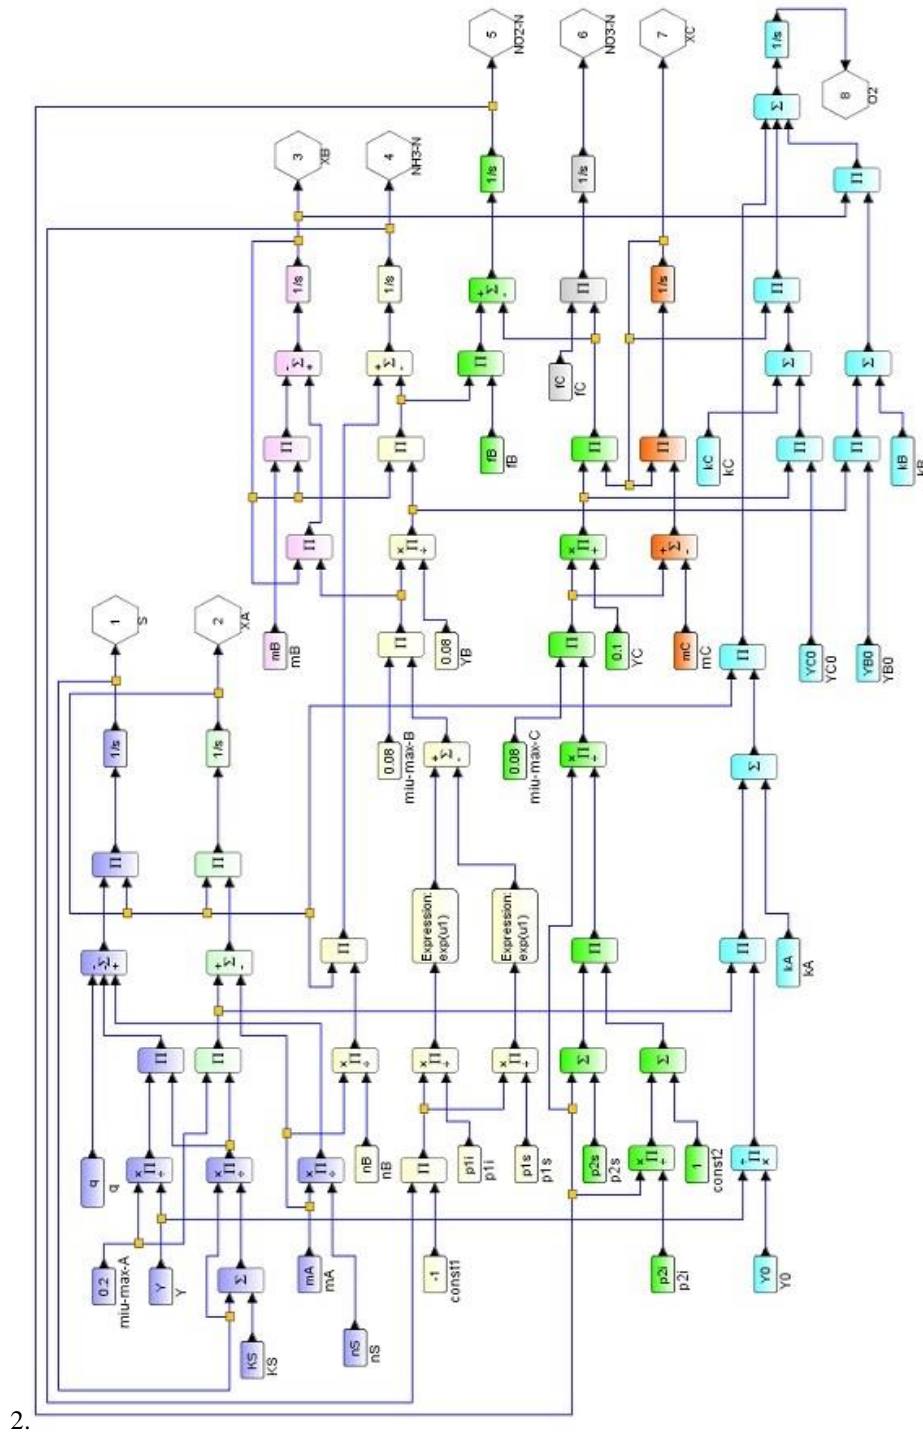 2.
1
S
2
XA
3
XB
4
NH3-N
5
NO2-N
6
NO3-N
7
XC
8
O2
1/s
1/s
1/s
1/s
1/s
1/s
1/s
1/s
Σ
+
-
Π
Π
Π
Π
Σ
×
Π
÷
q
q
0.2
miu-max-A
Y
Y
KS
KS
mA
mA
nS
nS
nB
nB
-1
const1
p1i
p1i
p1s
p1s
Expression:
exp(u1)
Expression:
exp(u1)
mB
mB
0.08
miu-max-B
0.08
YB
fB
fB
fC
fC
0.08
miu-max-C
0.1
YC
mC
mC
p2s
p2s
p2i
p2i
1
const2
kA
kA
Y0
Y0
kC
kC
YC0
YC0
kB
kB
YB0
YB0